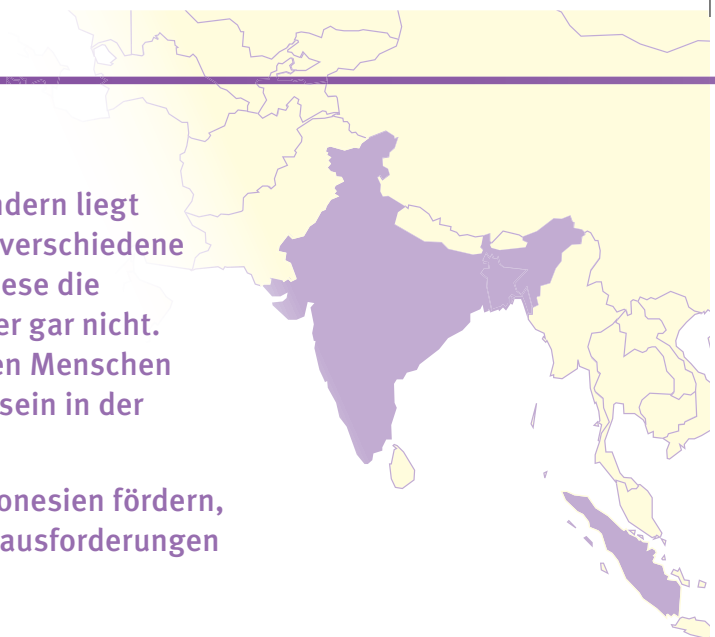 ndern liegt
verschiedene
ese die
er gar nicht.
en Menschen
sein in der
onesien fördern,
ausforderungen